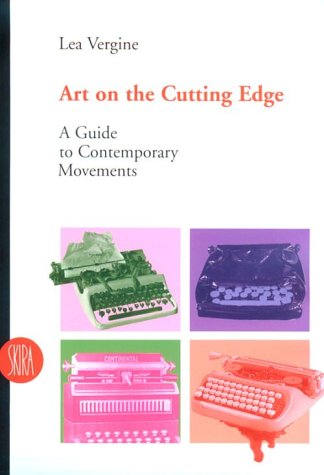 Lea Vergine
Art on the Cutting Edge
A Guide
to Contemporary
Movements
CONTINENTAL
SKIRA